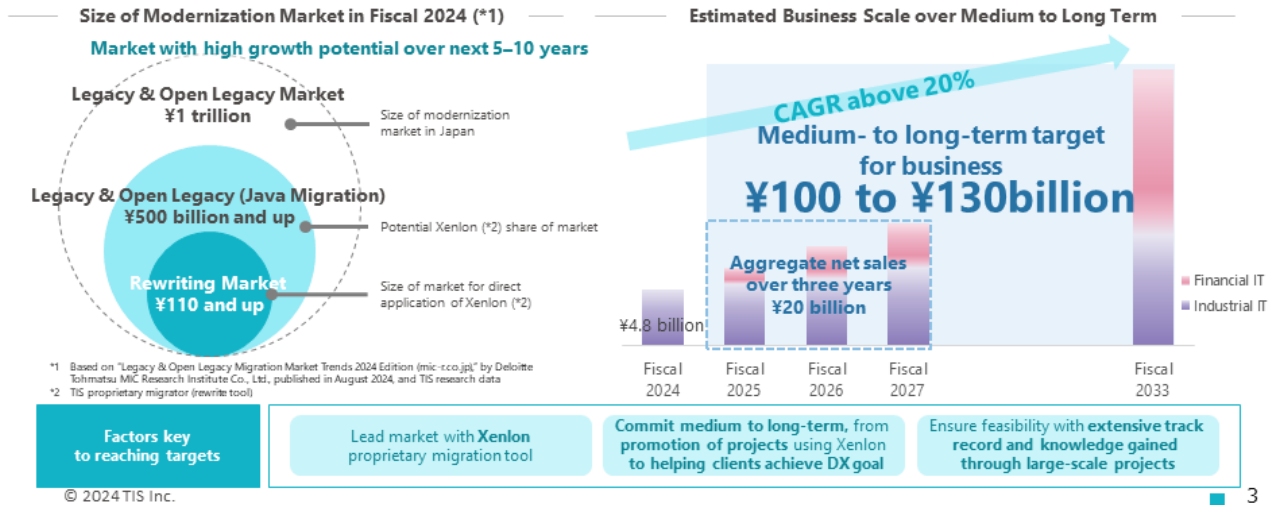 Size of Modernization Market in Fiscal 2024 (*1)
Market with high growth potential over next 5–10 years
Legacy & Open Legacy Market
¥1 trillion
Size of modernization
market in Japan
Legacy & Open Legacy (Java Migration)
¥500 billion and up
Potential Xenlon (*2) share of market
Rewriting Market
¥110 and up
Size of market for direct
application of Xenlon (*2)
*1 Based on "Legacy & Open Legacy Migration Market Trends 2024 Edition (mic-r.co.jp)," by Deloitte
Tohmatsu MIC Research Institute Co., Ltd., published in August 2024, and TIS research data
*2 TIS proprietary migrator (rewrite tool)
Estimated Business Scale over Medium to Long Term
CAGR above 20%
Medium- to long-term target
for business
¥100 to ¥130billion
Aggregate net sales
over three years
¥20 billion
¥4.8 billion
Financial IT
Industrial IT
Fiscal
2024
Fiscal
2025
Fiscal
2026
Fiscal
2027
Fiscal
2033
Factors key
to reaching targets
Lead market with Xenlon
proprietary migration tool
Commit medium to long-term, from
promotion of projects using Xenlon
to helping clients achieve DX goal
Ensure feasibility with extensive track
record and knowledge gained
through large-scale projects
© 2024 TIS Inc.
3